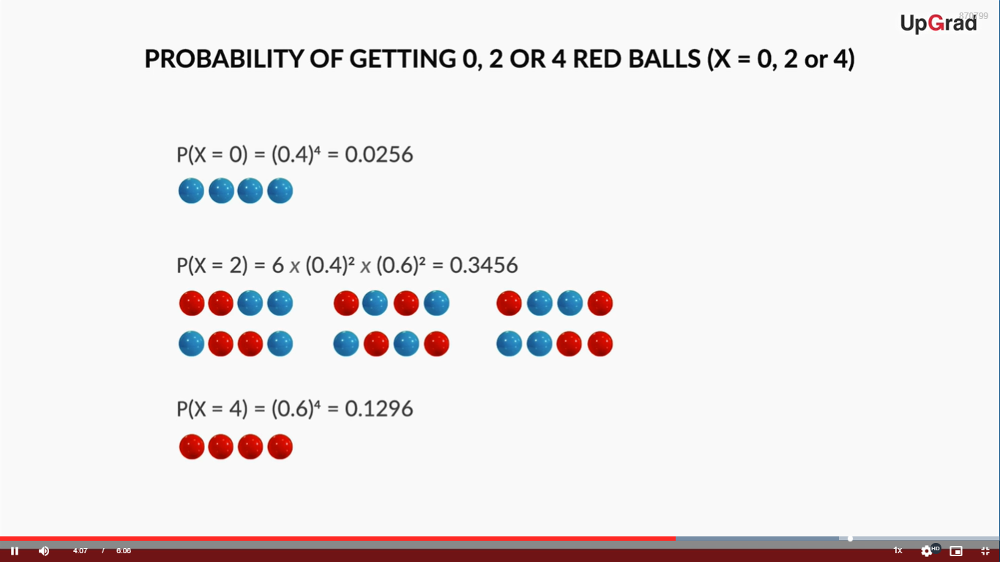 870799
UpGrad
PROBABILITY OF GETTING 0, 2 OR 4 RED BALLS (X = 0, 2 or 4)
P(X = 0) = (0.4)⁴ = 0.0256
P(X = 2) = 6 x (0.4)² x (0.6)² = 0.3456
P(X = 4) = (0.6)⁴ = 0.1296
4:07 / 6:06 1x HD